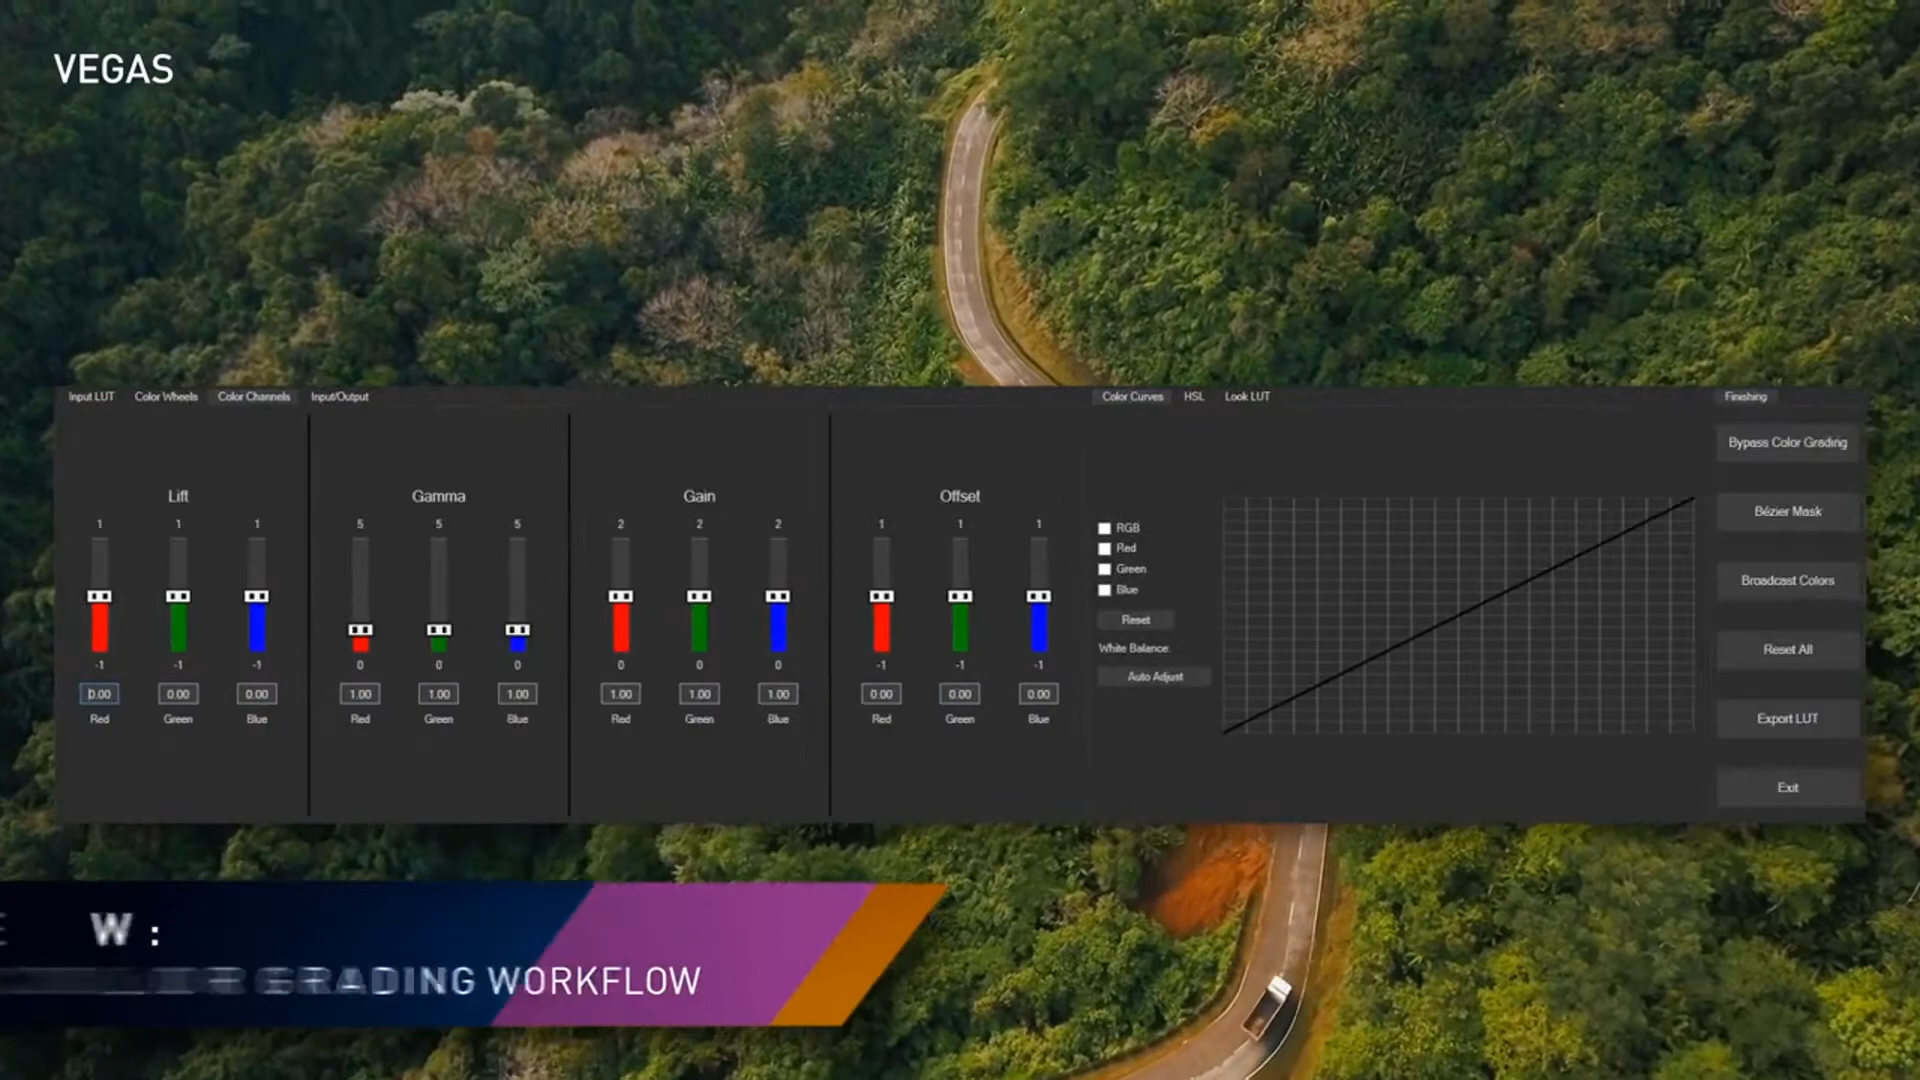 VEGAS
Input LUT Color Wheels Color Channels Input/Output Color Curves HSL Look LUT Finishing
Bypass Color Grading
Lift Gamma Gain Offset
1 1 1 5 5 5 2 2 2 1 1 1
RGB
Red
Green
Blue
Reset
White Balance:
Auto Adjust
-1 -1 -1 0 0 0 0 0 0 -1 -1 -1
0.00 0.00 0.00 1.00 1.00 1.00 1.00 1.00 1.00 0.00 0.00 0.00
Red Green Blue Red Green Blue Red Green Blue Red Green Blue
Bézier Mask
Broadcast Colors
Reset All
Export LUT
Exit
W :
GRADING WORKFLOW